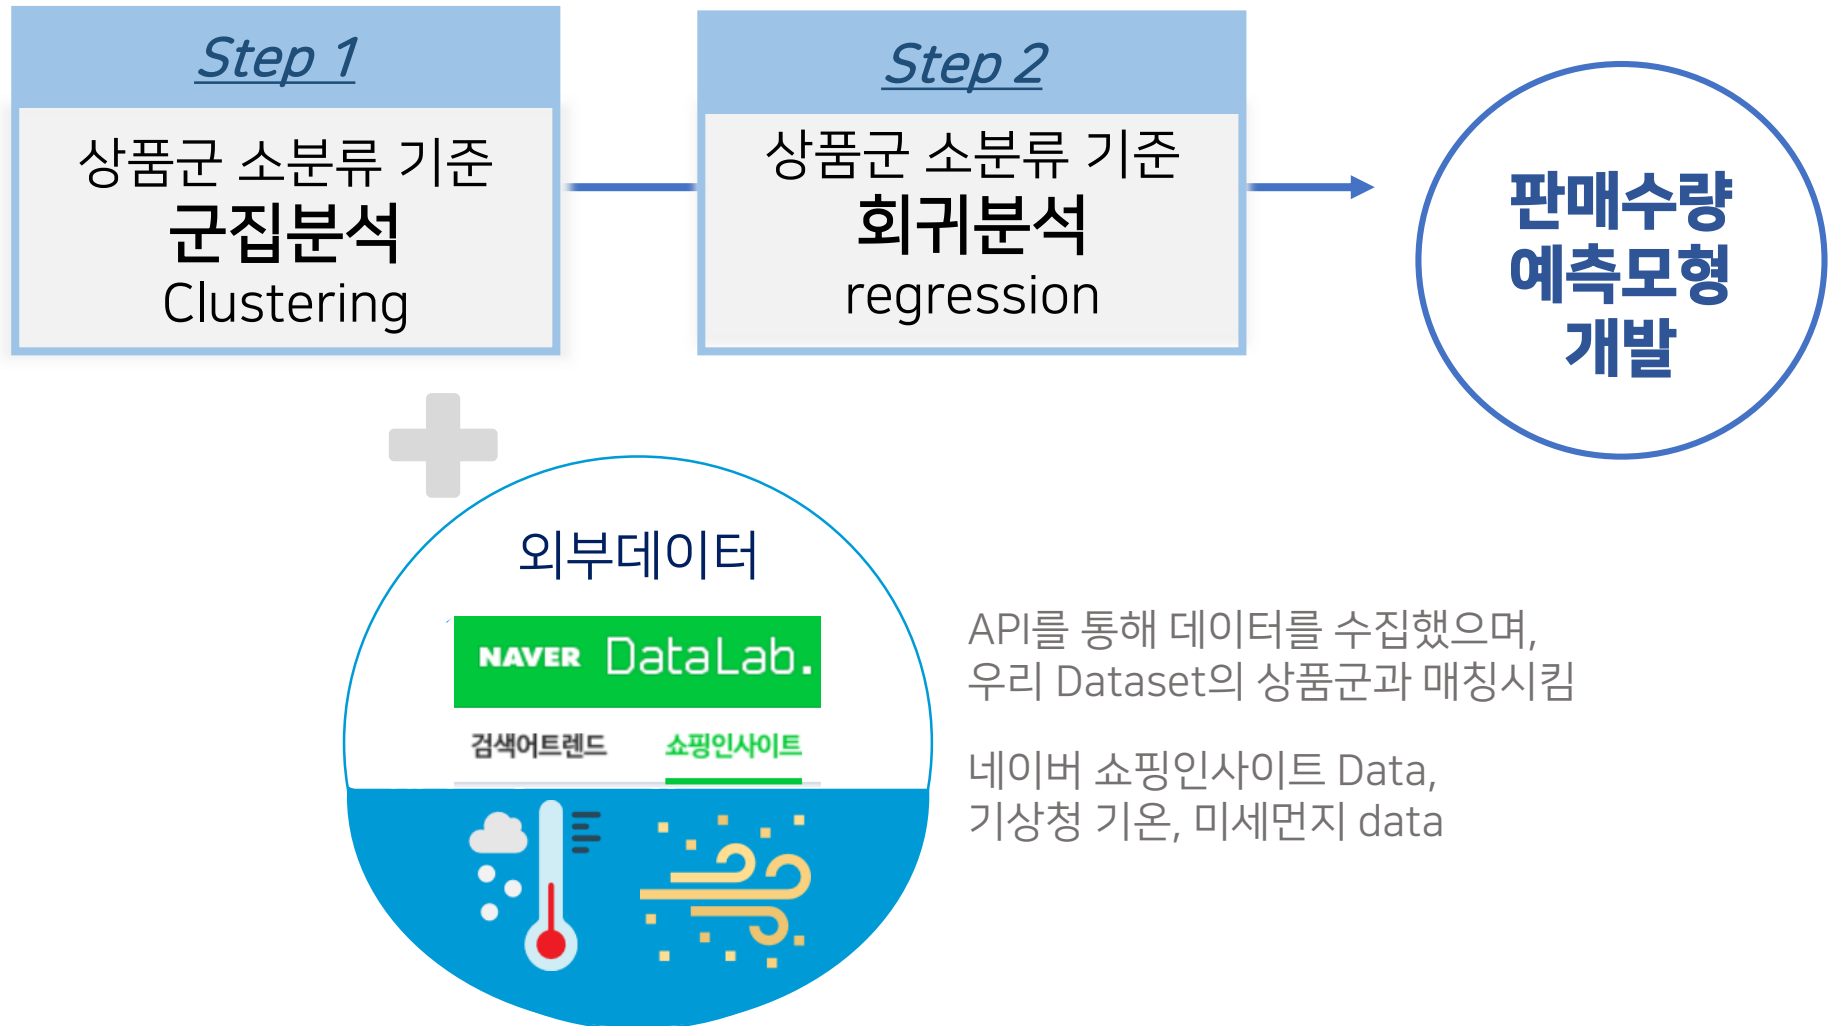 Step 1
상품군 소분류 기준
군집분석
Clustering
Step 2
상품군 소분류 기준
회귀분석
regression
판매수량
예측모형
개발
외부데이터
NAVER DataLab.
검색어트렌드 쇼핑인사이트
API를 통해 데이터를 수집했으며,
우리 Dataset의 상품군과 매칭시킴
네이버 쇼핑인사이트 Data,
기상청 기온, 미세먼지 data